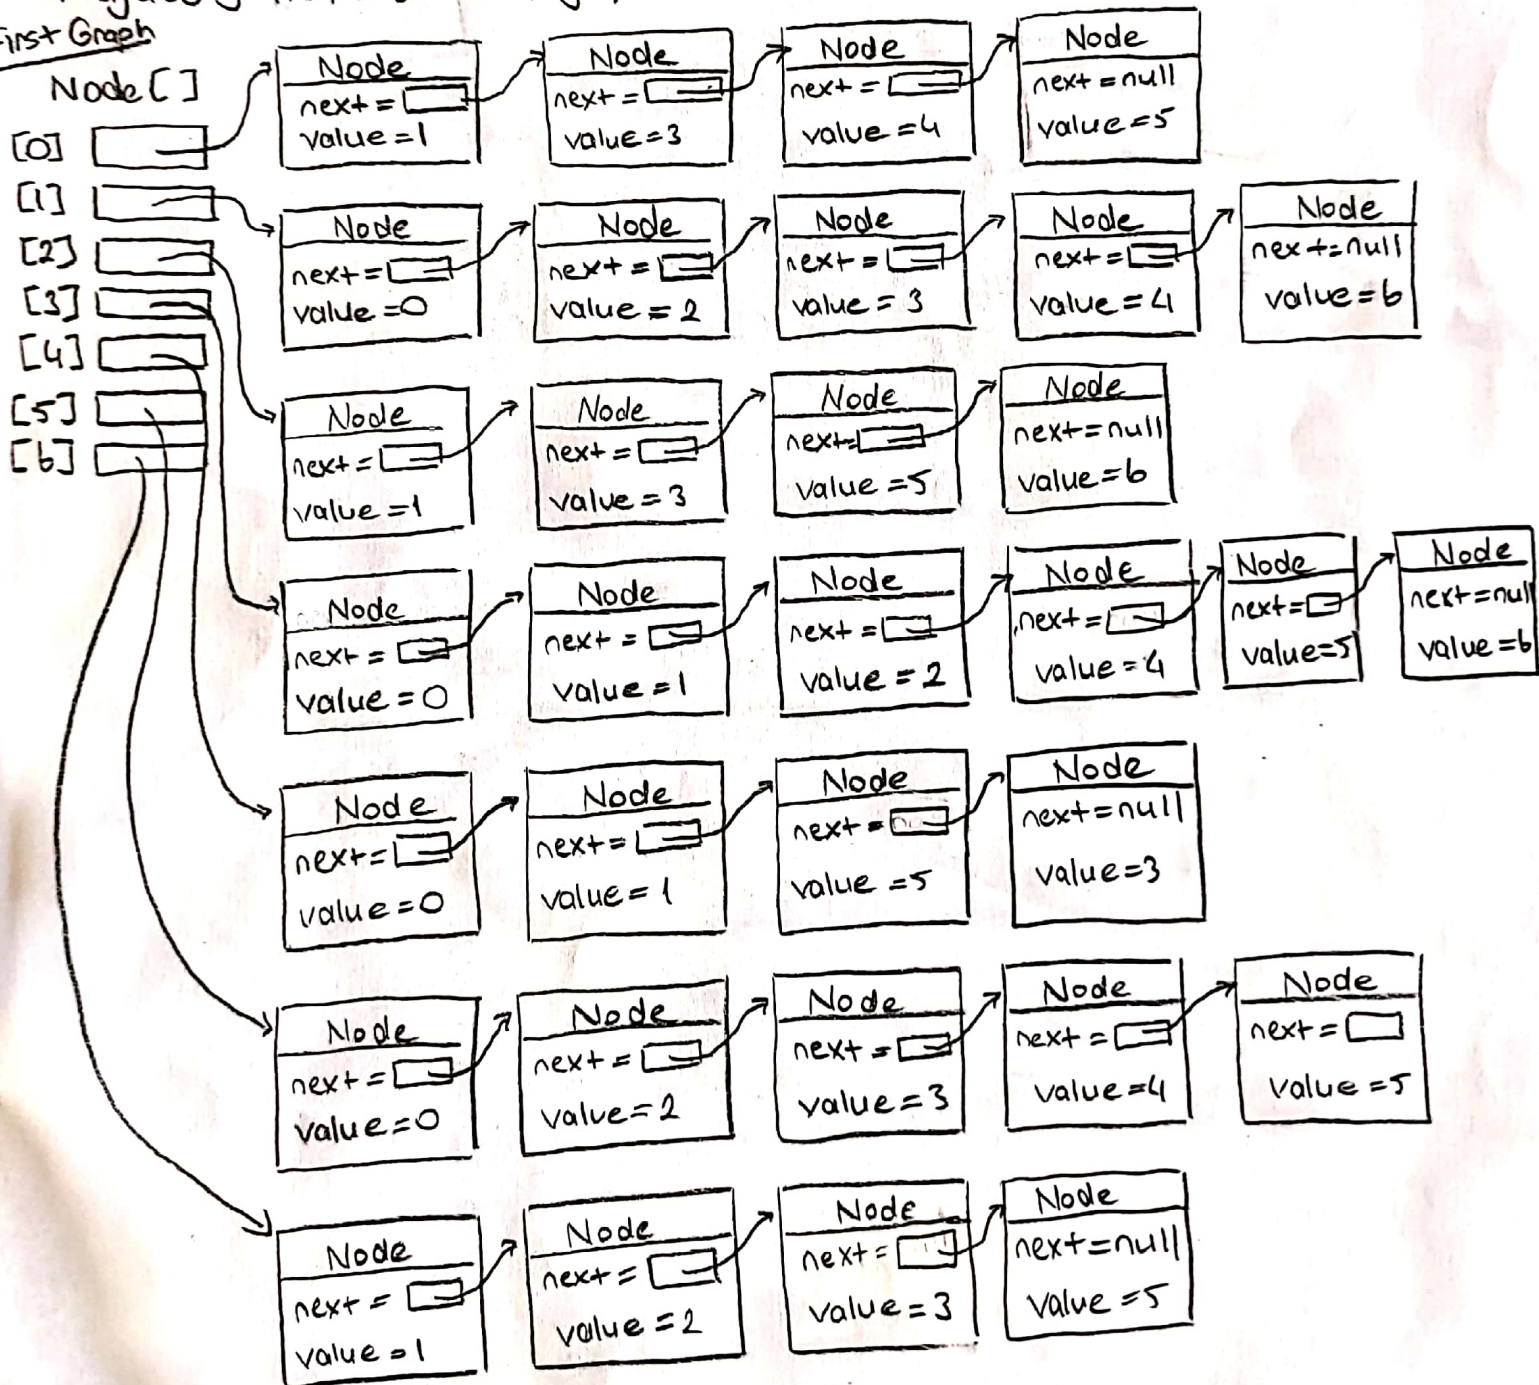 First Graph
Node[]
[0]
[1]
[2]
[3]
[4]
[5]
[6]
Node Node Node Node
next= next= next= next=null
value=1 value=3 value=4 value=5
Node Node Node Node Node
next= next= next= next= next=null
value=0 value=2 value=3 value=4 value=6
Node Node Node Node
next= next= next= next=null
value=1 value=3 value=5 value=6
Node Node Node Node Node Node
next= next= next= next= next= next=null
value=0 value=1 value=2 value=4 value=5 value=6
Node Node Node Node
next= next= next= next=null
value=0 value=1 value=5 value=3
Node Node Node Node Node
next= next= next= next= next=
value=0 value=2 value=3 value=4 value=5
Node Node Node Node
next= next= next= next=null
value=1 value=2 value=3 value=5